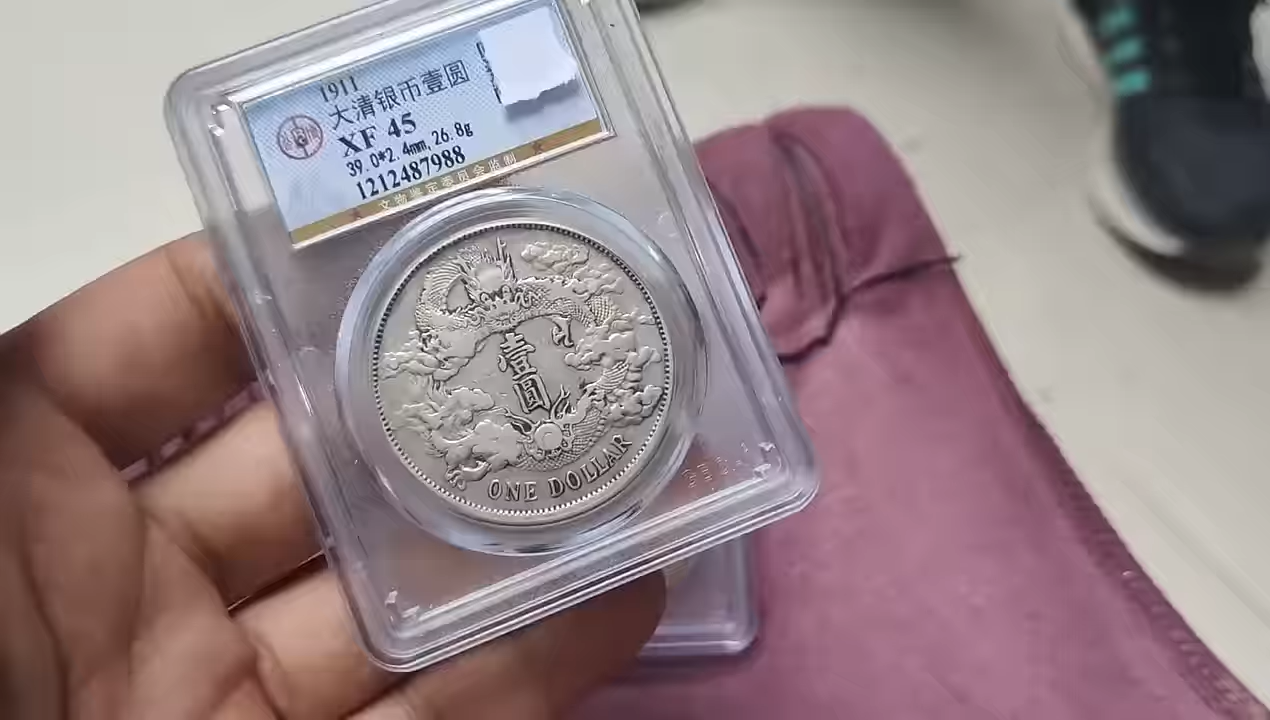 1911
大清银币壹圆
XF 45
39.0*2.4mm, 26.8g
1212487988
文物鉴定委员会监制
壹
圓
ONE DOLLAR